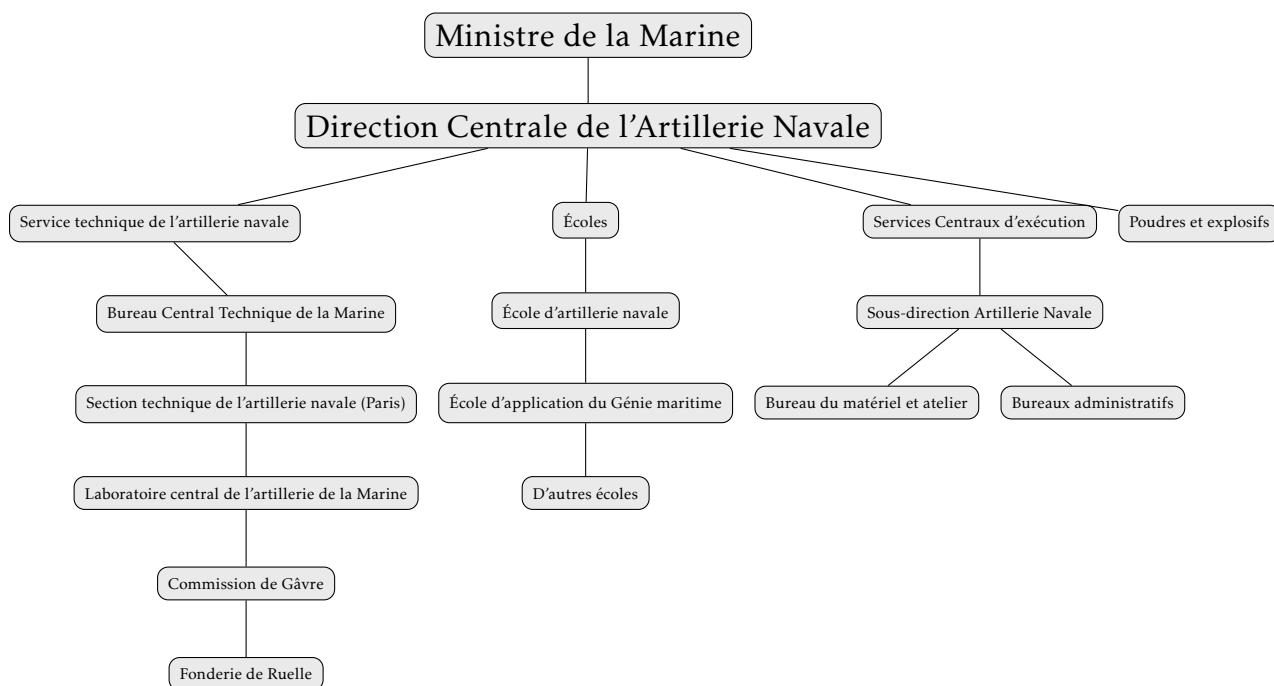 Ministre de la Marine
Direction Centrale de l'Artillerie Navale
Service technique de l'artillerie navale
Écoles
Services Centraux d'exécution
Poudres et explosifs
Bureau Central Technique de la Marine
École d'artillerie navale
Sous-direction Artillerie Navale
Section technique de l'artillerie navale (Paris)
École d'application du Génie maritime
Bureau du matériel et atelier
Bureaux administratifs
Laboratoire central de l'artillerie de la Marine
D'autres écoles
Commission de Gâvre
Fonderie de Ruelle